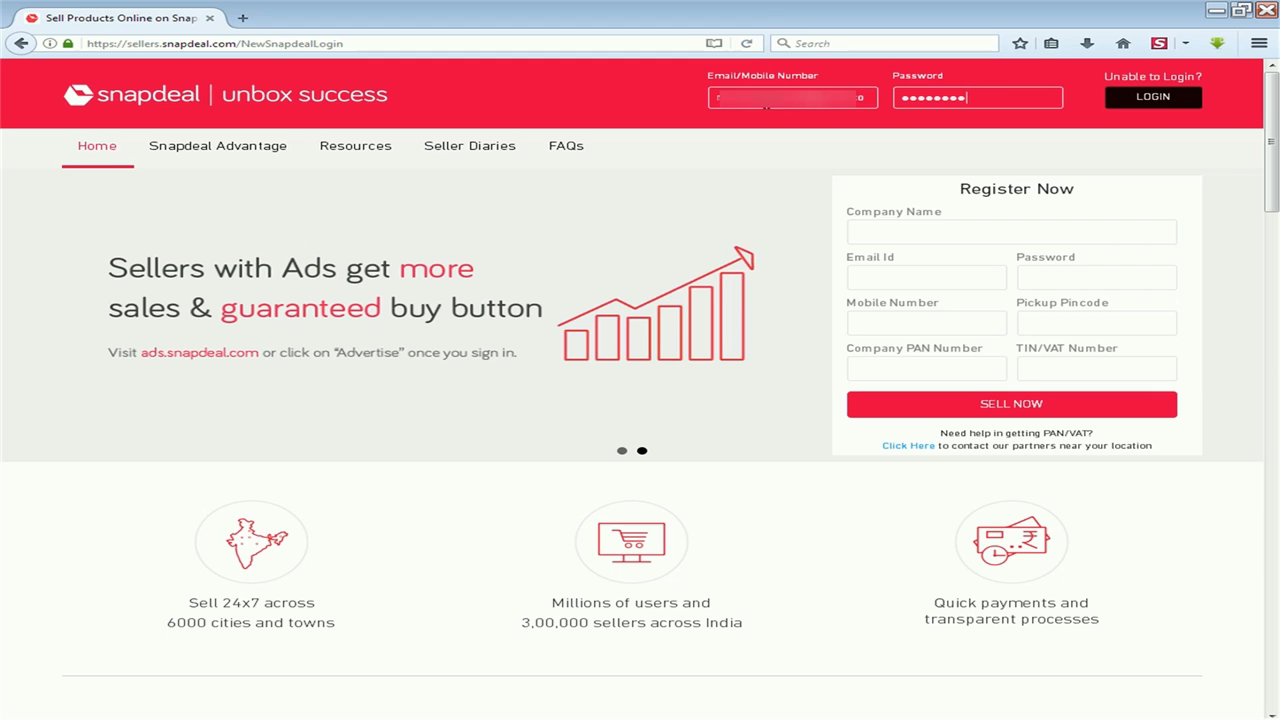 Sell Products Online on Snap
https://sellers.snapdeal.com/NewSnapdealLogin
Search
snapdeal | unbox success
Email/Mobile Number
Password
Unable to Login?
LOGIN
Home
Snapdeal Advantage
Resources
Seller Diaries
FAQs
Sellers with Ads get more
sales & guaranteed buy button
Visit ads.snapdeal.com or click on “Advertise” once you sign in.
Register Now
Company Name
Email Id
Password
Mobile Number
Pickup Pincode
Company PAN Number
TIN/VAT Number
SELL NOW
Need help in getting PAN/VAT?
Click Here to contact our partners near your location
Sell 24x7 across
6000 cities and towns
Millions of users and
3,00,000 sellers across India
Quick payments and
transparent processes